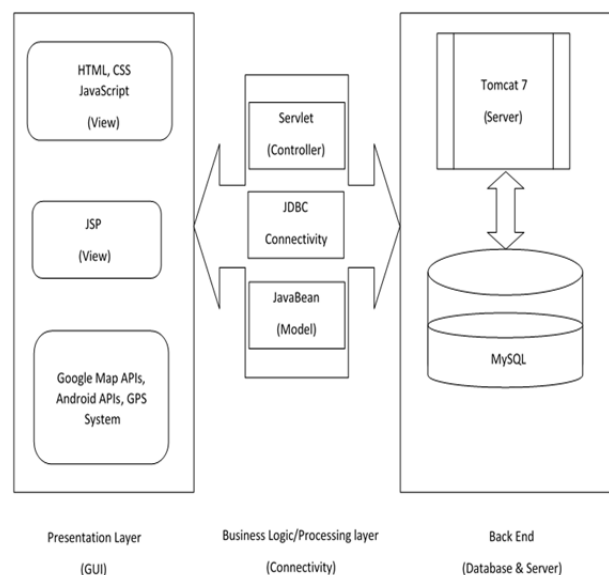 HTML, CSS
JavaScript
(View)
JSP
(View)
Google Map APIs,
Android APIs, GPS
System
Servlet
(Controller)
JDBC
Connectivity
JavaBean
(Model)
Tomcat 7
(Server)
MySQL
Presentation Layer
(GUI)
Business Logic/Processing layer
(Connectivity)
Back End
(Database & Server)